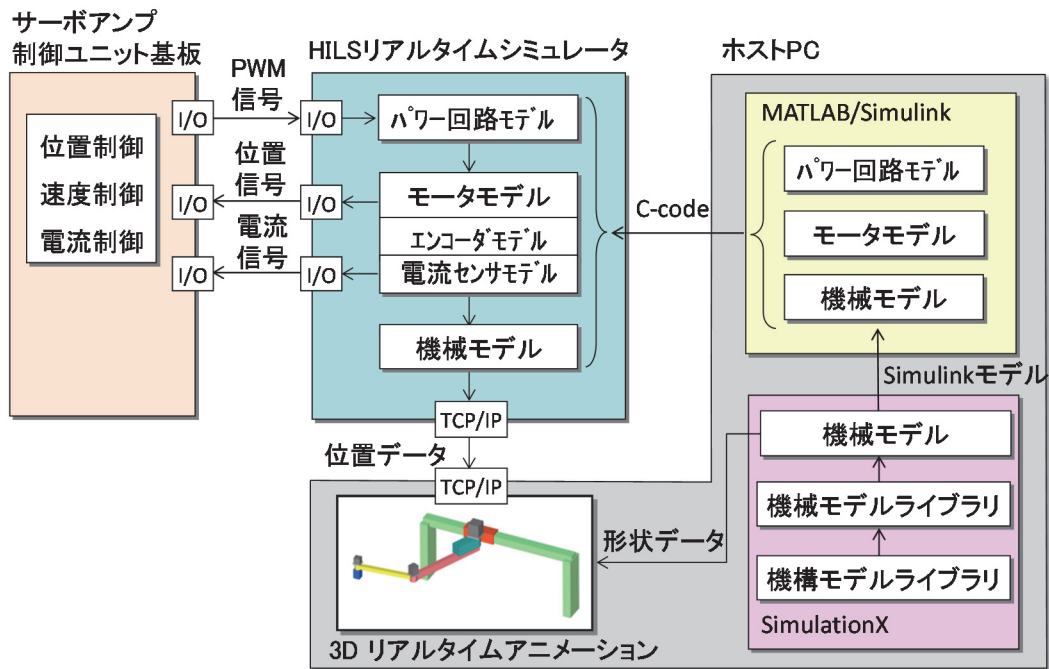 サーボアンプ
制御ユニット基板
位置制御
速度制御
電流制御
I/O
I/O
I/O
PWM
信号
位置
信号
電流
信号
HILSリアルタイムシミュレータ
I/O
I/O
I/O
パワー回路モデル
モータモデル
エンコーダモデル
電流センサモデル
機械モデル
TCP/IP
位置データ
C-code
ホストPC
MATLAB/Simulink
パワー回路モデル
モータモデル
機械モデル
Simulinkモデル
機械モデル
機械モデルライブラリ
機構モデルライブラリ
SimulationX
形状データ
TCP/IP
3D リアルタイムアニメーション